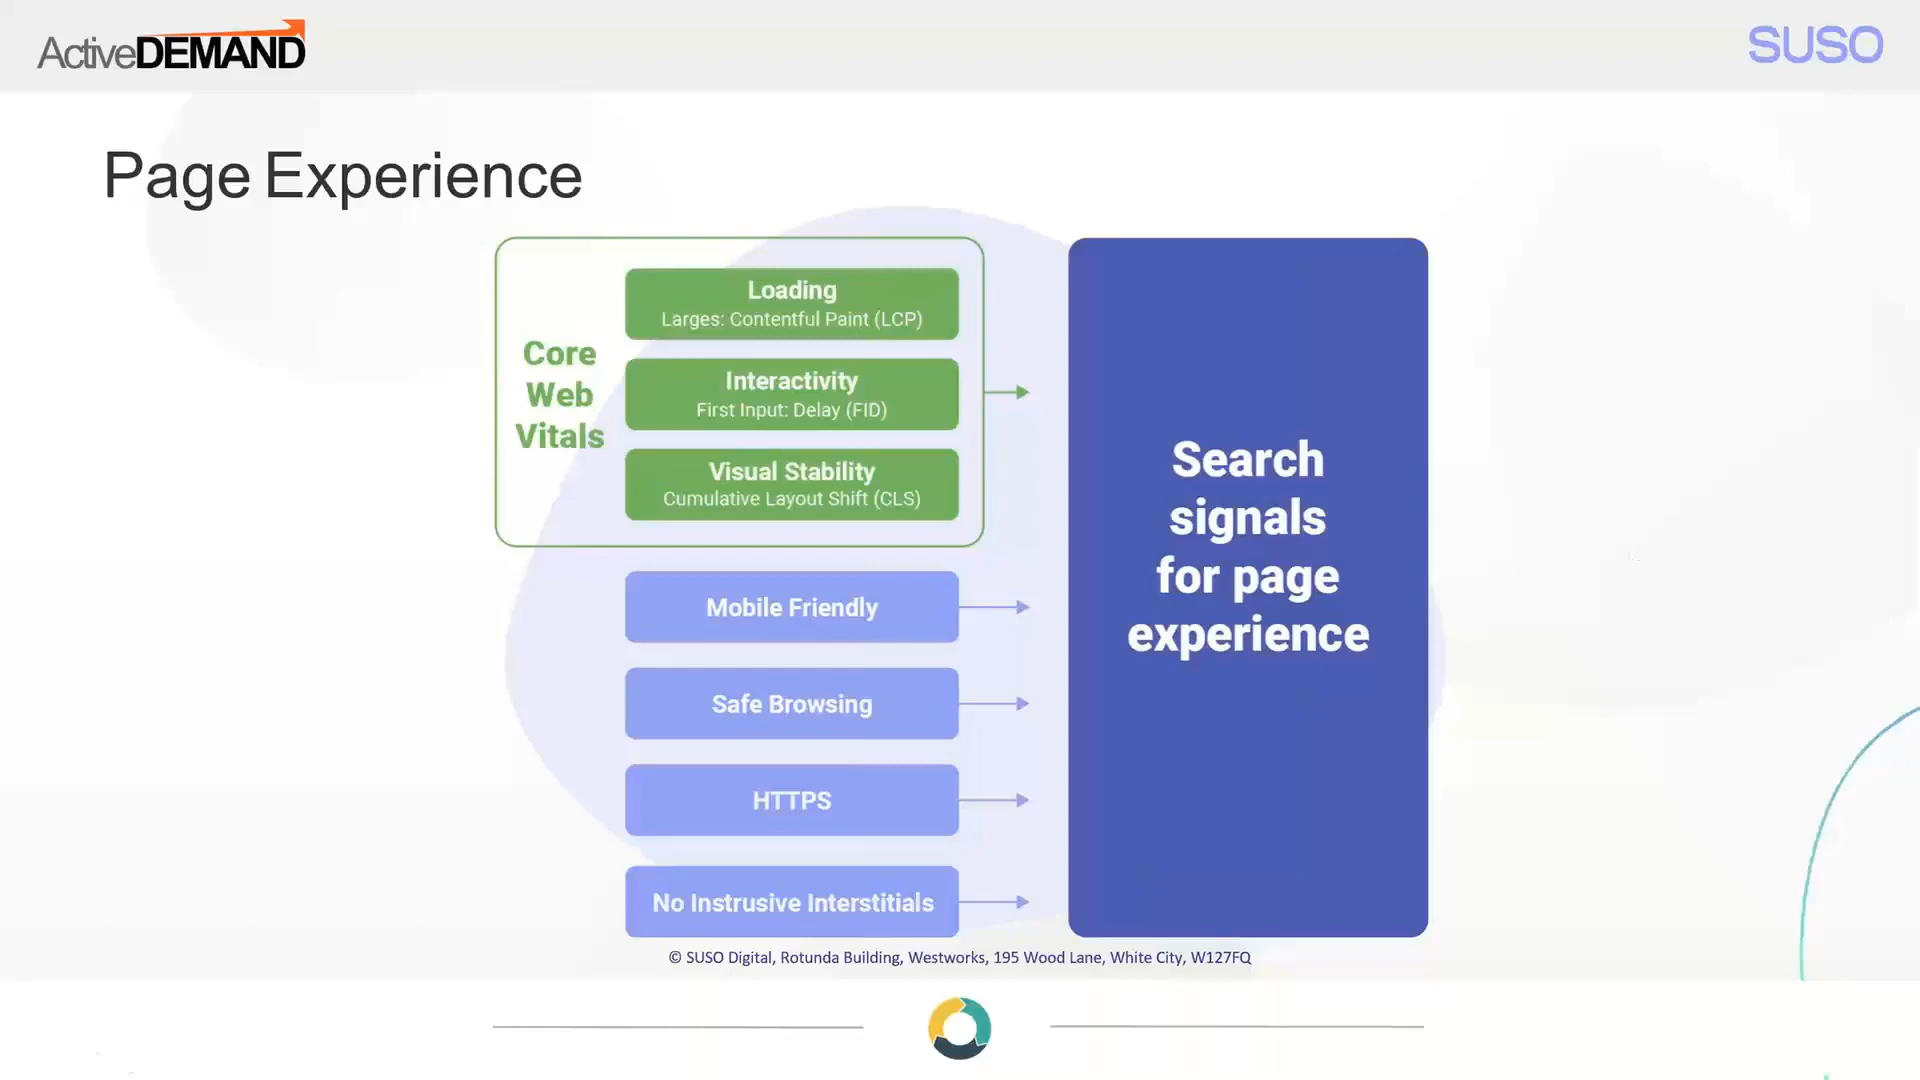 ActiveDEMAND
SUSO
Page Experience
Core
Web
Vitals
Loading
Larges: Contentful Paint (LCP)
Interactivity
First Input: Delay (FID)
Visual Stability
Cumulative Layout Shift (CLS)
Mobile Friendly
Safe Browsing
HTTPS
No Instrusive Interstitials
Search
signals
for page
experience
© SUSO Digital, Rotunda Building, Westworks, 195 Wood Lane, White City, W127FQ